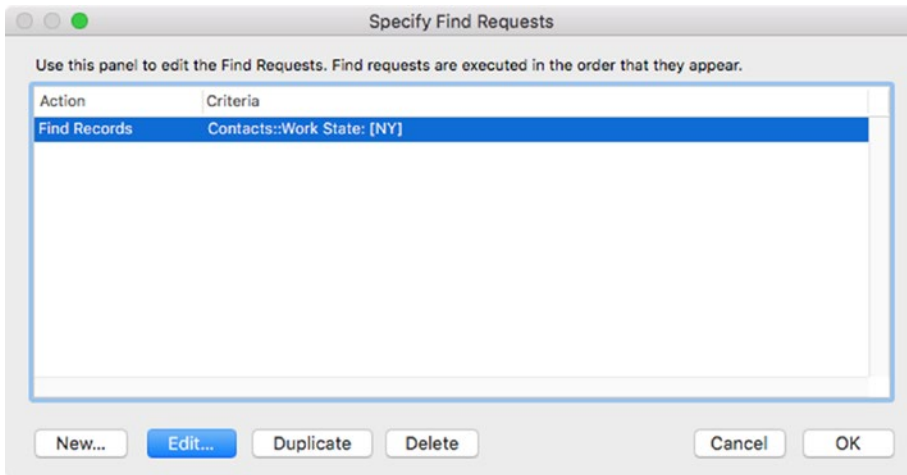 Specify Find Requests
Use this panel to edit the Find Requests. Find requests are executed in the order that they appear.
Action Criteria
Find Records Contacts::Work State: [NY]
New... Edit... Duplicate Delete Cancel OK